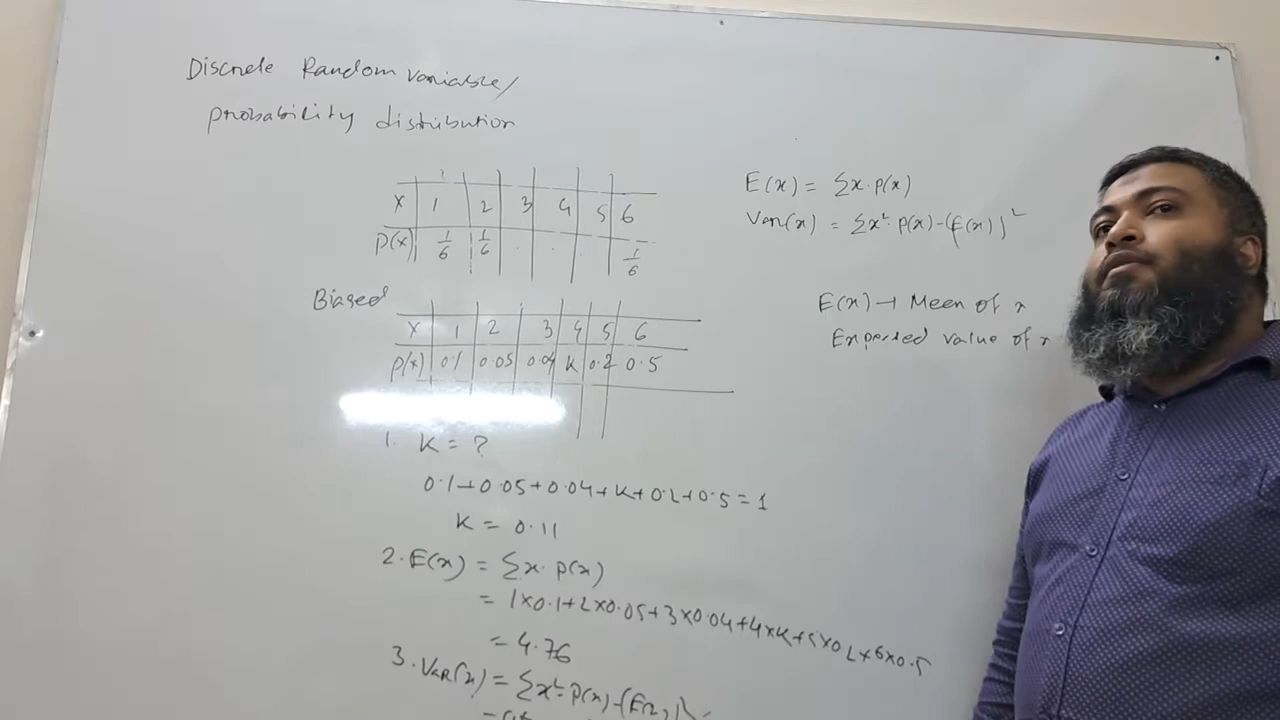 Discrete Random variable/
probability distribution
X 1 2 3 4 5 6
P(x) 1/6 1/6 . . 1/6
E(x) = Σx.p(x)
Var(x) = Σx².p(x)-(E(x))²
Biased
X 1 2 3 4 5 6
P(x) 0.1 0.05 0.04 K 0.2 0.5
E(x) → Mean of x
Expected value of x
1. K = ?
0.1+0.05+0.04+K+0.2+0.5=1
K = 0.11
2. E(x) = Σx.p(x)
= 1×0.1+2×0.05+3×0.04+4×K+5×0.2×6×0.5
= 4.76
3. Var(x) = Σx².p(x)-(E(x))²